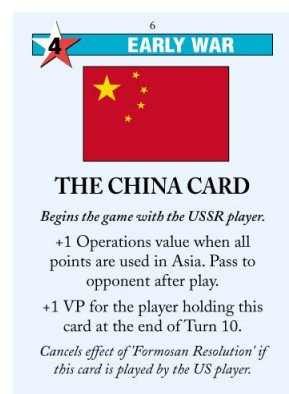 6
4 EARLY WAR
THE CHINA CARD
Begins the game with the USSR player.
+1 Operations value when all
points are used in Asia. Pass to
opponent after play.
+1 VP for the player holding this
card at the end of Turn 10.
Cancels effect of 'Formosan Resolution' if
this card is played by the US player.